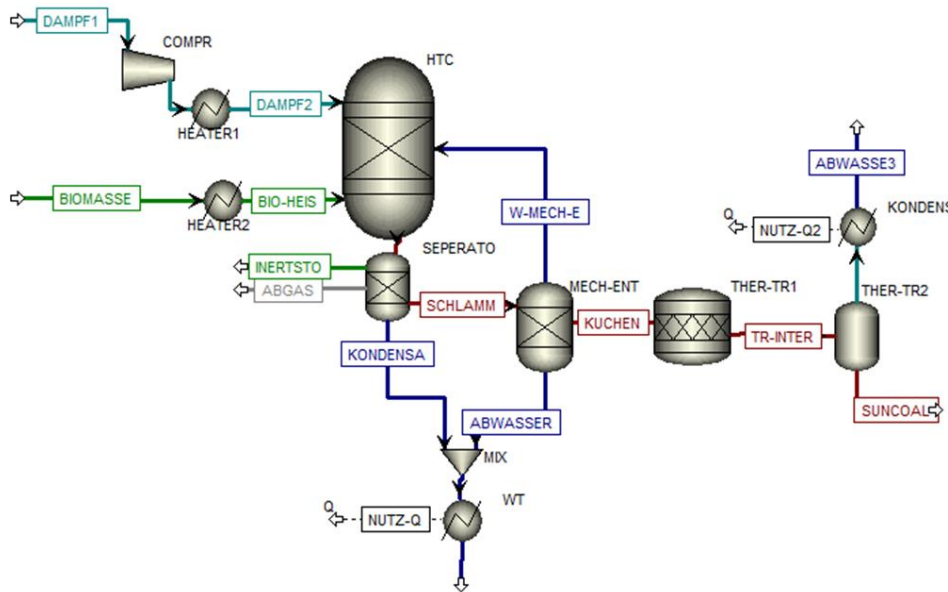 DAMPF1
COMPR
HTC
DAMPF2
HEATER1
ABWASSE3
BIOMASSE
BIO-HEIS
W-MECH-E
KONDENS
HEATER2
Q
NUTZ-Q2
SEPERATO
INERTSTO
MECH-ENT
THER-TR1
THER-TR2
ABGAS
SCHLAMM
KUCHEN
TR-INTER
KONDENSA
SUNCOAL
ABWASSER
MIX
WT
Q
NUTZ-Q